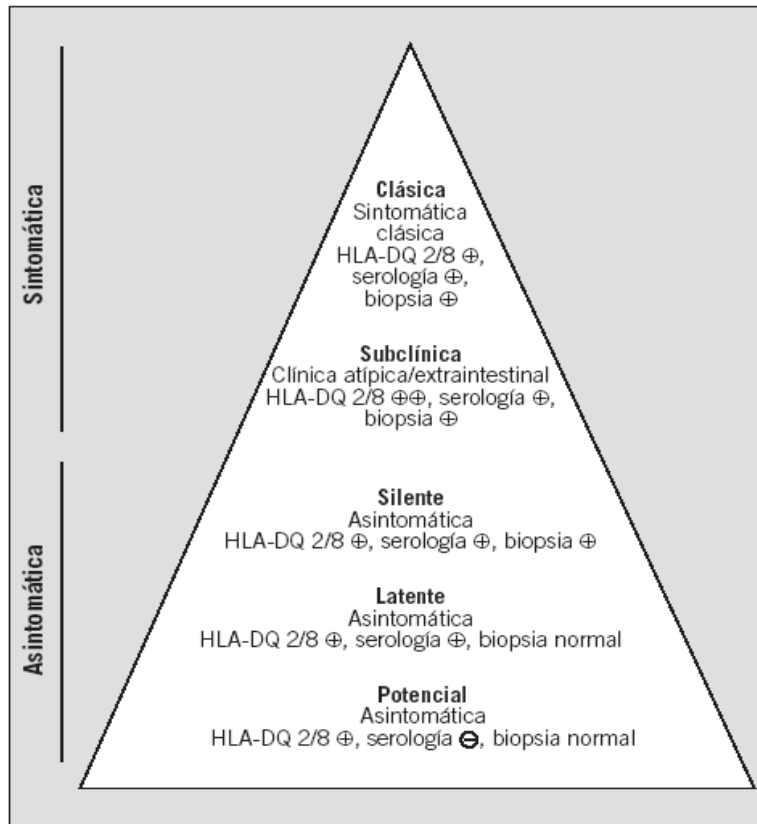 Sintomática
Clásica
Sintomática
clásica
HLA-DQ 2/8 ⊕,
serología ⊕,
biopsia ⊕
Subclínica
Clínica atípica/extraintestinal
HLA-DQ 2/8 ⊕⊕, serología ⊕,
biopsia ⊕
Asintomática
Silente
Asintomática
HLA-DQ 2/8 ⊕, serología ⊕, biopsia ⊕
Latente
Asintomática
HLA-DQ 2/8 ⊕, serología ⊕, biopsia normal
Potencial
Asintomática
HLA-DQ 2/8 ⊕, serología ⊖, biopsia normal